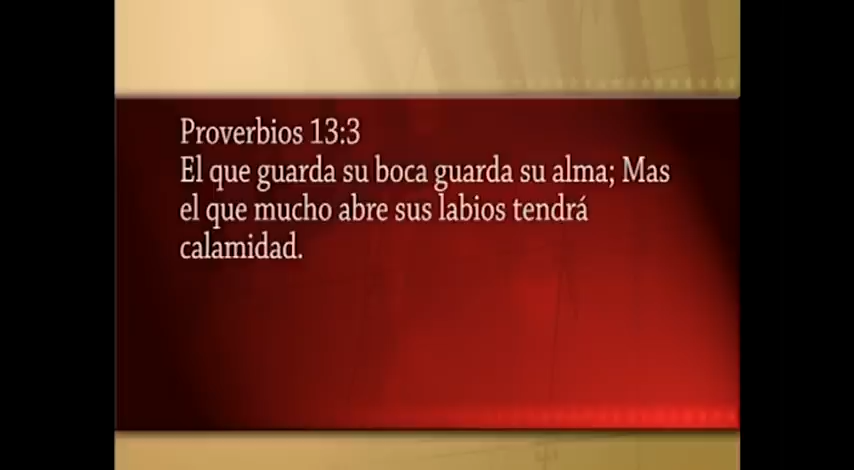 Proverbios 13:3
El que guarda su boca guarda su alma; Mas
el que mucho abre sus labios tendrá
calamidad.